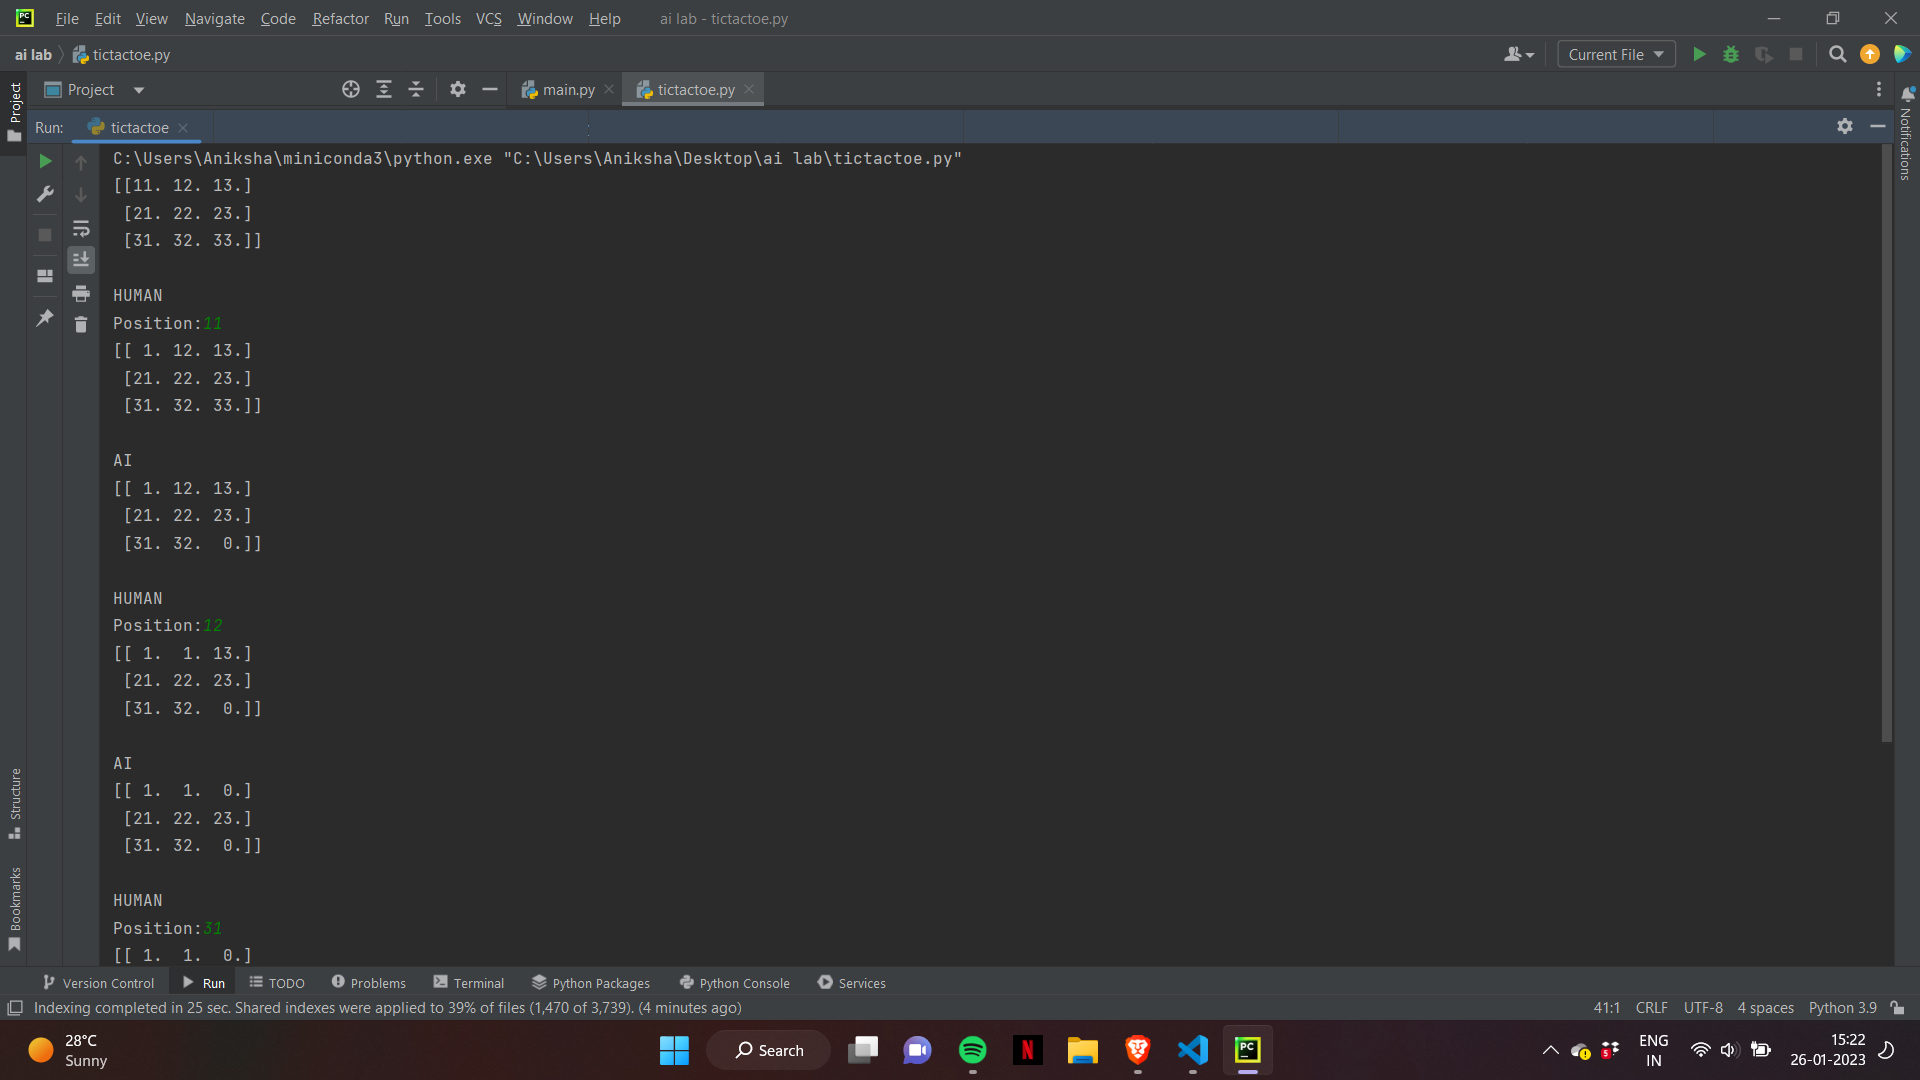 File Edit View Navigate Code Refactor Run Tools VCS Window Help ai lab - tictactoe.py
ai lab tictactoe.py Current File
Project main.py tictactoe.py
Run: tictactoe
C:\Users\Aniksha\miniconda3\python.exe "C:\Users\Aniksha\Desktop\ai lab\tictactoe.py"
[[11. 12. 13.]
[21. 22. 23.]
[31. 32. 33.]]
HUMAN
Position:11
[[ 1. 12. 13.]
[21. 22. 23.]
[31. 32. 33.]]
AI
[[ 1. 12. 13.]
[21. 22. 23.]
[31. 32.  0.]]
HUMAN
Position:12
[[ 1.  1. 13.]
[21. 22. 23.]
[31. 32.  0.]]
AI
[[ 1.  1.  0.]
[21. 22. 23.]
[31. 32.  0.]]
HUMAN
Position:31
[[ 1.  1.  0.]
Project
Structure
Bookmarks
Notifications
Version Control Run TODO Problems Terminal Python Packages Python Console Services
Indexing completed in 25 sec. Shared indexes were applied to 39% of files (1,470 of 3,739). (4 minutes ago) 41:1 CRLF UTF-8 4 spaces Python 3.9
28°C
Sunny
Search
ENG
IN
15:22
26-01-2023